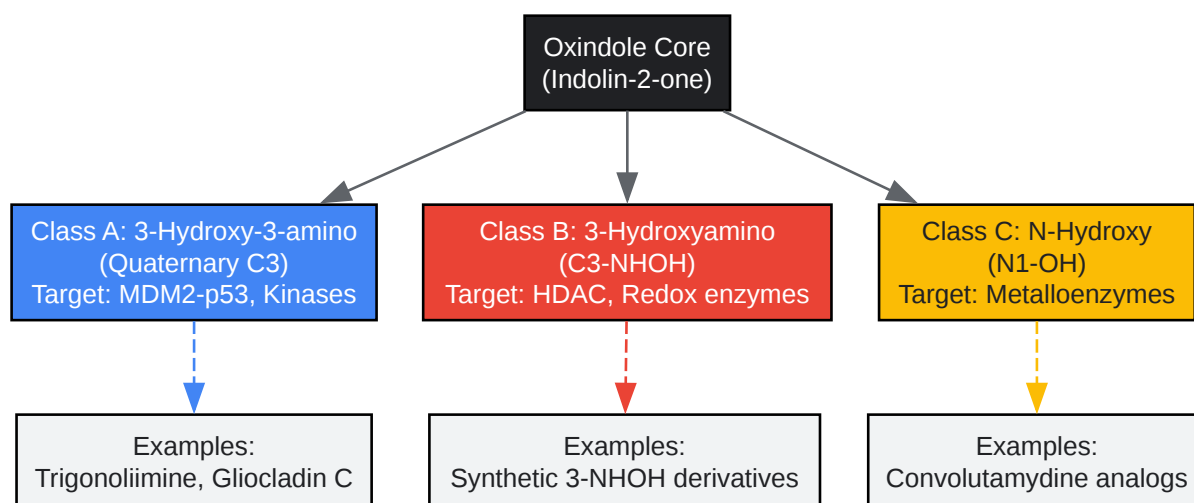 Oxindole Core
(Indolin-2-one)
Class A: 3-Hydroxy-3-amino
(Quaternary C3)
Target: MDM2-p53, Kinases
Class B: 3-Hydroxyamino
(C3-NHOH)
Target: HDAC, Redox enzymes
Class C: N-Hydroxy
(N1-OH)
Target: Metalloenzymes
Examples:
Trigonoliimine, Gliocladin C
Examples:
Synthetic 3-NHOH derivatives
Examples:
Convolutamydine analogs